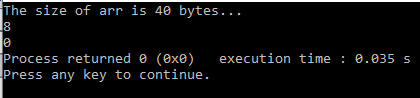 The size of arr is 40 bytes...
8
0
Process returned 0 (0x0)   execution time : 0.035 s
Press any key to continue.